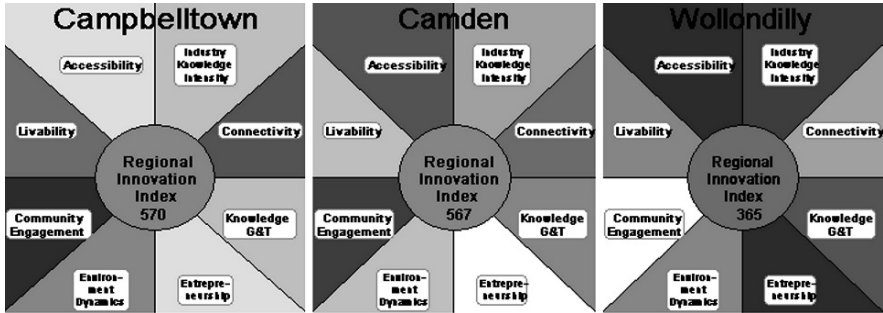 Campbelltown
Accessibility
Industry
Knowledge
Intensity
Livability
Connectivity
Regional
Innovation
Index
570
Community
Engagement
Knowledge
G&T
Environ-
ment
Dynamics
Entrepre-
neurship
Camden
Accessibility
Industry
Knowledge
Intensity
Livability
Connectivity
Regional
Innovation
Index
567
Community
Engagement
Knowledge
G&T
Environ-
ment
Dynamics
Entrepre-
neurship
Wollondilly
Accessibility
Industry
Knowledge
Intensity
Livability
Connectivity
Regional
Innovation
Index
365
Community
Engagement
Knowledge
G&T
Environ-
ment
Dynamics
Entrepre-
neurship